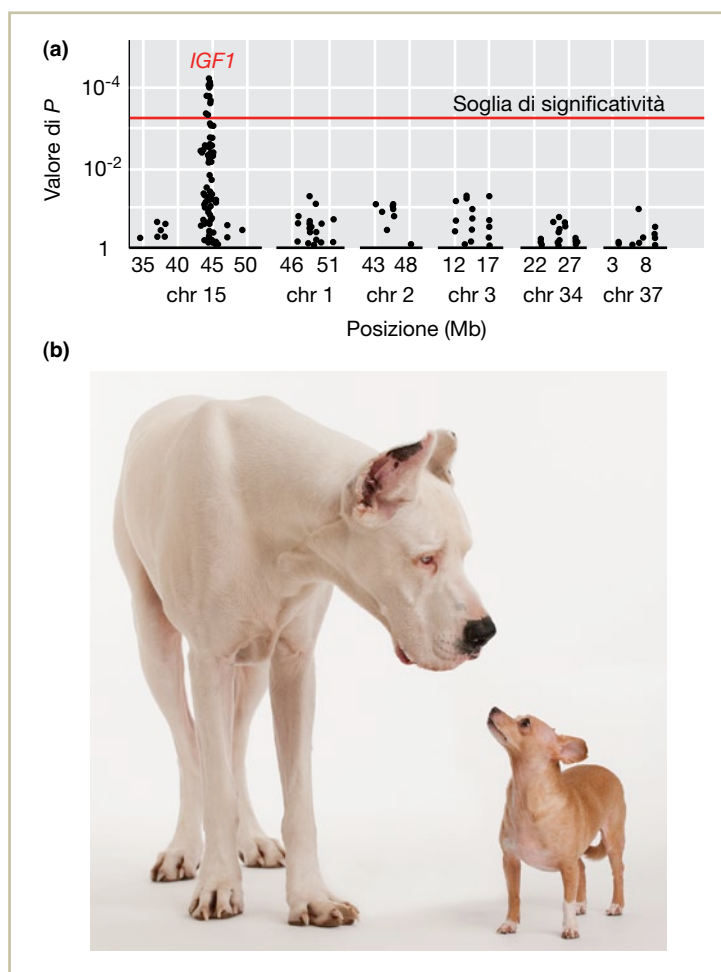 (a)
IGF1
10⁻⁴
Soglia di significatività
Valore di P
10⁻²
1
35 40 45 50 46 51 43 48 12 17 22 27 3 8
chr 15 chr 1 chr 2 chr 3 chr 34 chr 37
Posizione (Mb)
(b)